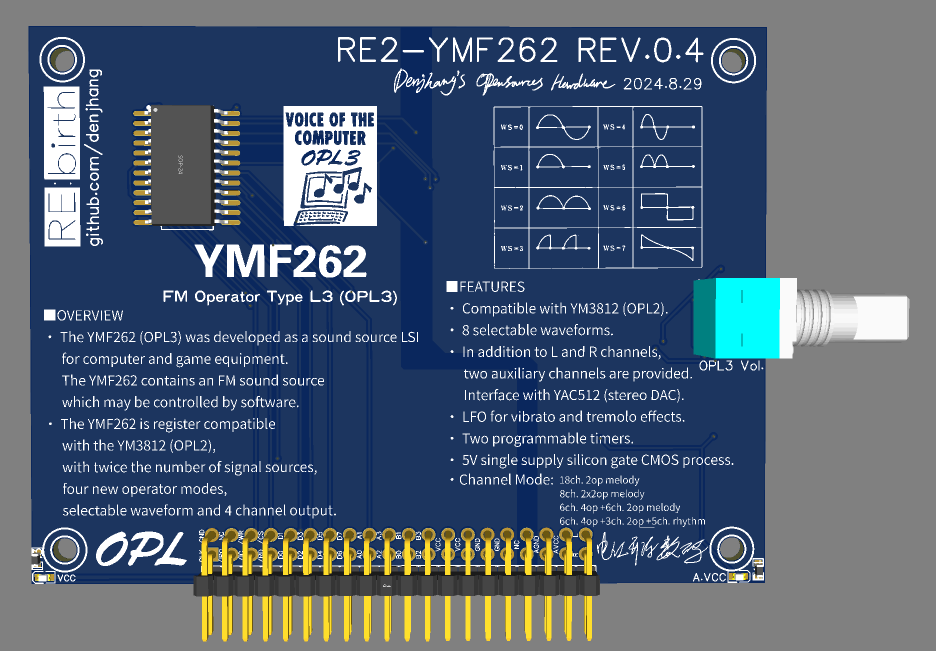 RE2-YMF262 REV.0.4
Denjhang's Opensources Hardware 2024.8.29
RE:birth
github.com/denjhang
VOICE OF THE
COMPUTER
OPL3
WS=0
WS=4
WS=1
WS=5
WS=2
WS=6
WS=3
WS=7
YMF262
FM Operator Type L3 (OPL3)
■OVERVIEW
・The YMF262 (OPL3) was developed as a sound source LSI
for computer and game equipment.
The YMF262 contains an FM sound source
which may be controlled by software.
・The YMF262 is register compatible
with the YM3812 (OPL2),
with twice the number of signal sources,
four new operator modes,
selectable waveform and 4 channel output.
■FEATURES
・Compatible with YM3812 (OPL2).
・8 selectable waveforms.
・In addition to L and R channels,
two auxiliary channels are provided.
Interface with YAC512 (stereo DAC).
・LFO for vibrato and tremolo effects.
・Two programmable timers.
・5V single supply silicon gate CMOS process.
・Channel Mode: 18ch. 2op melody
8ch. 2x2op melody
6ch. 4op +6ch. 2op melody
6ch. 4op +3ch. 2op +5ch. rhythm
OPL3 Vol.
OPL
VCC
A.VCC